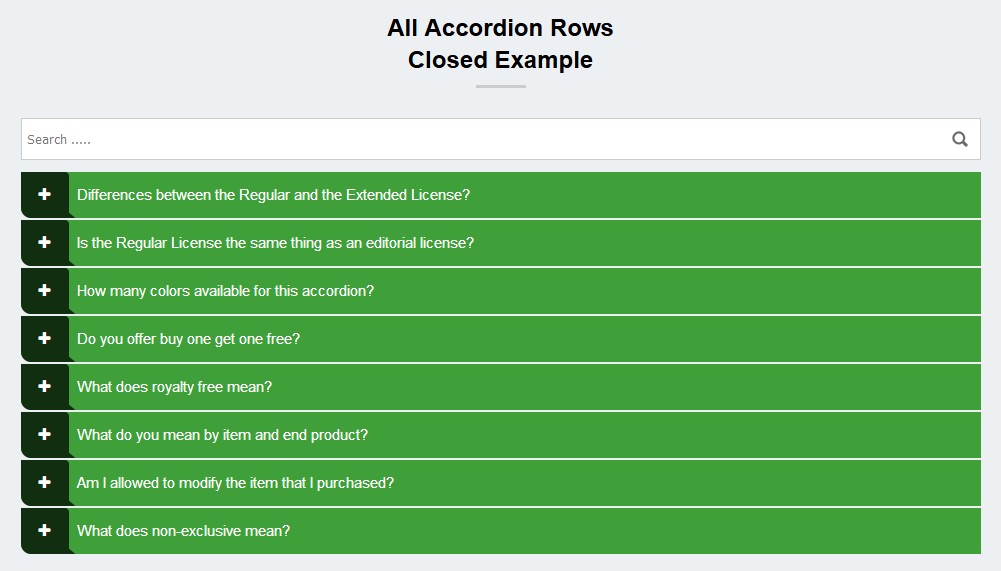 All Accordion Rows
Closed Example
Search .....
Differences between the Regular and the Extended License?
Is the Regular License the same thing as an editorial license?
How many colors available for this accordion?
Do you offer buy one get one free?
What does royalty free mean?
What do you mean by item and end product?
Am I allowed to modify the item that I purchased?
What does non-exclusive mean?